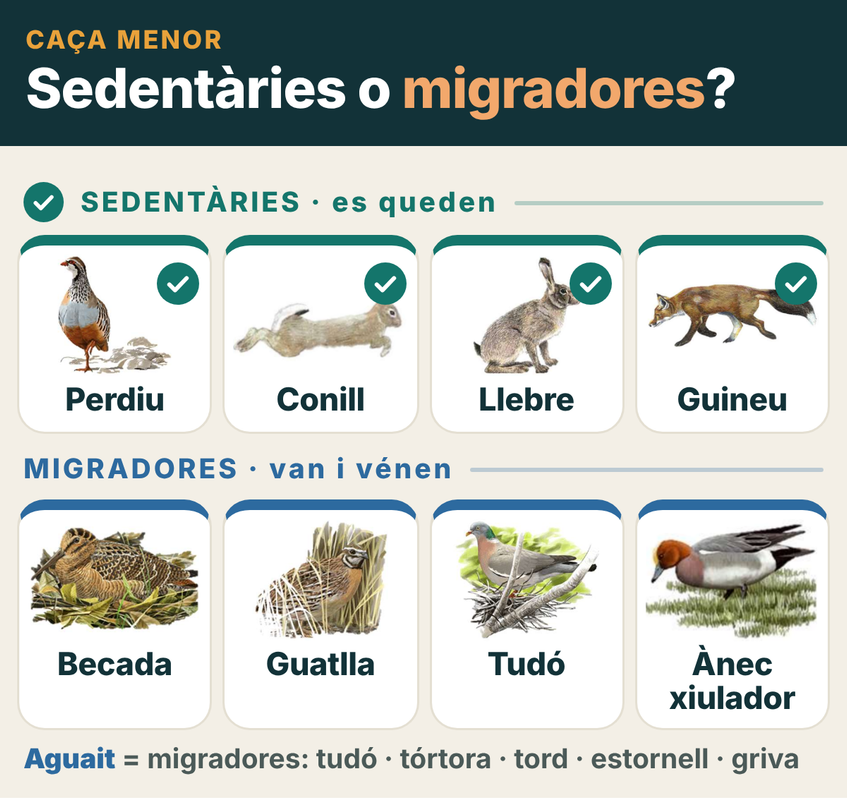 CAÇA MENOR
Sedentàries o migradores?
SEDENTÀRIES · es queden
Perdiu
Conill
Llebre
Guineu
MIGRADORES · van i vénen
Becada
Guatlla
Tudó
Ànec
xiulador
Aguait = migradores: tudó · tórtora · tord · estornell · griva